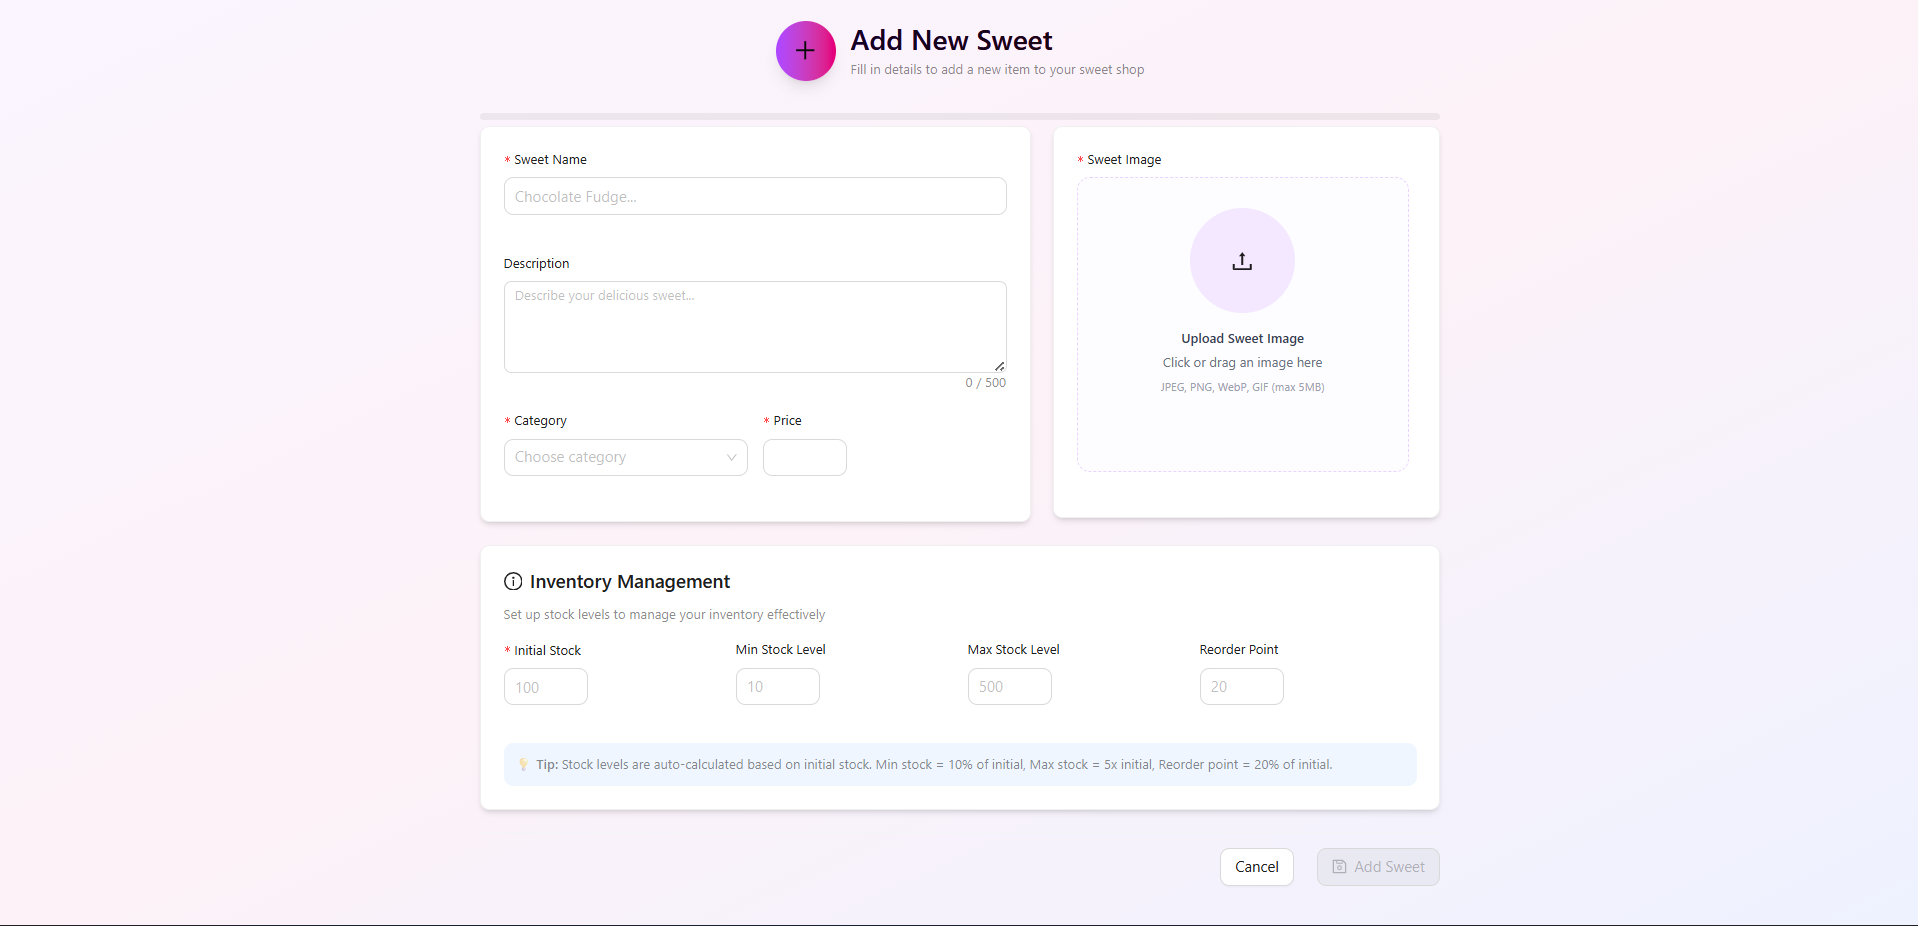 Add New Sweet
Fill in details to add a new item to your sweet shop
* Sweet Name
Chocolate Fudge...
Description
Describe your delicious sweet...
0 / 500
* Category
Choose category
* Price
* Sweet Image
Upload Sweet Image
Click or drag an image here
JPEG, PNG, WebP, GIF (max 5MB)
Inventory Management
Set up stock levels to manage your inventory effectively
* Initial Stock
100
Min Stock Level
10
Max Stock Level
500
Reorder Point
20
💡 Tip: Stock levels are auto-calculated based on initial stock. Min stock = 10% of initial, Max stock = 5x initial, Reorder point = 20% of initial.
Cancel
Add Sweet